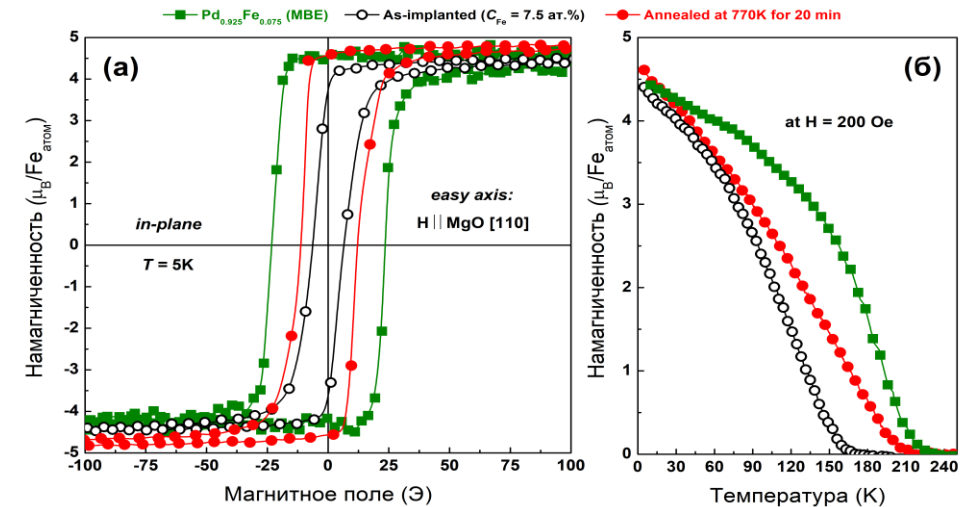 Pd0.925Fe0.075 (MBE) As-implanted (CFe = 7.5 ат.%) Annealed at 770K for 20 min
(а)
in-plane
T = 5K
easy axis:
H || MgO [110]
Намагниченность (μB/Feатом)
5
4
3
2
1
0
-1
-2
-3
-4
-5
-100 -75 -50 -25 0 25 50 75 100
Магнитное поле (Э)
(б)
at H = 200 Oe
Намагниченность (μB/Feатом)
5
4
3
2
1
0
0 30 60 90 120 150 180 210 240
Температура (К)